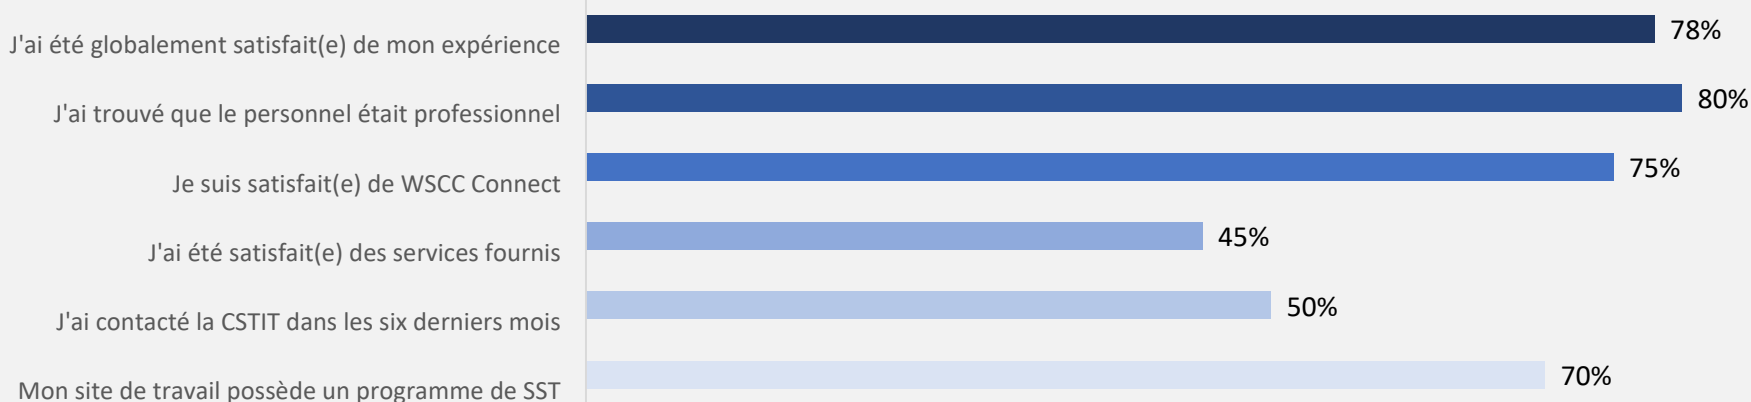 J'ai été globalement satisfait(e) de mon expérience 78%
J'ai trouvé que le personnel était professionnel 80%
Je suis satisfait(e) de WSCC Connect 75%
J'ai été satisfait(e) des services fournis 45%
J'ai contacté la CSTIT dans les six derniers mois 50%
Mon site de travail possède un programme de SST 70%